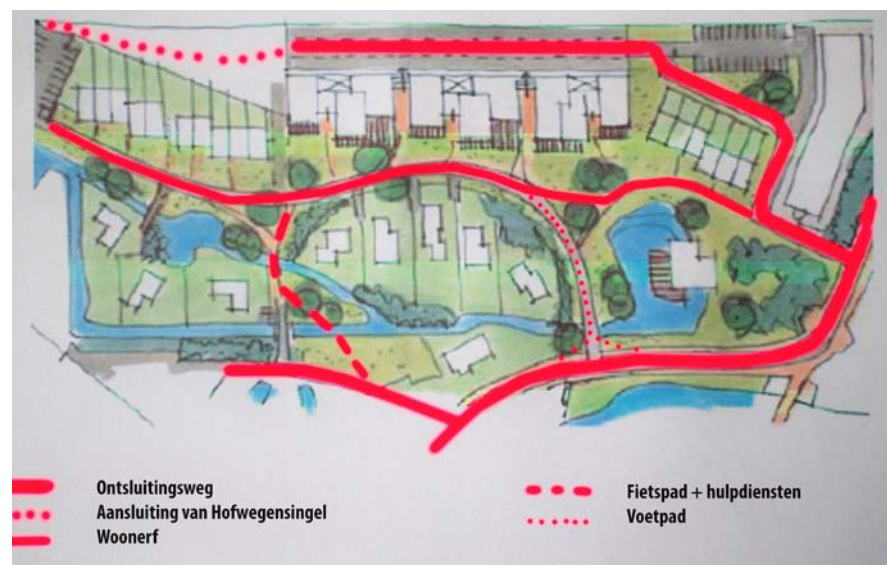 Ontsluitingsweg
Aansluiting van Hofwegensingel
Woonerf
Fietspad + hulpdiensten
Voetpad